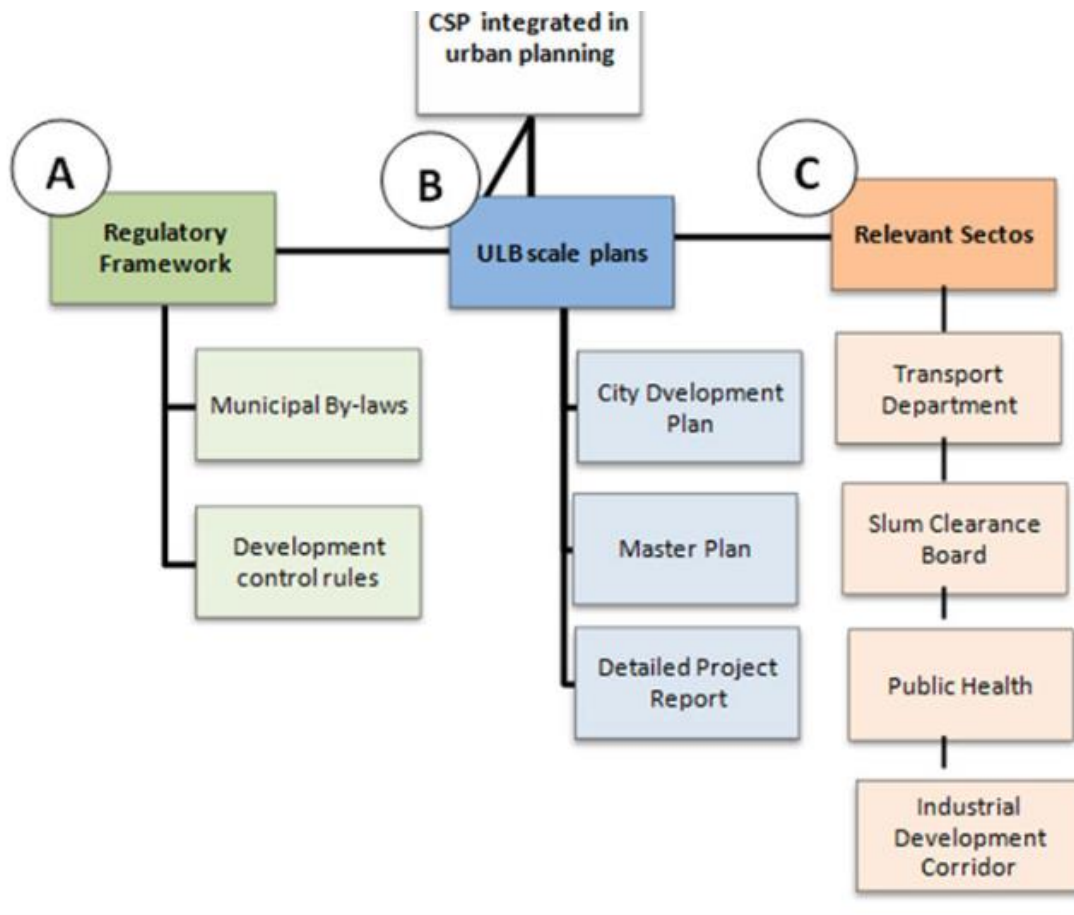 CSP integrated in
urban planning
A
Regulatory
Framework
Municipal By-laws
Development
control rules
B
ULB scale plans
City Dvelopment
Plan
Master Plan
Detailed Project
Report
C
Relevant Sectos
Transport
Department
Slum Clearance
Board
Public Health
Industrial
Development
Corridor